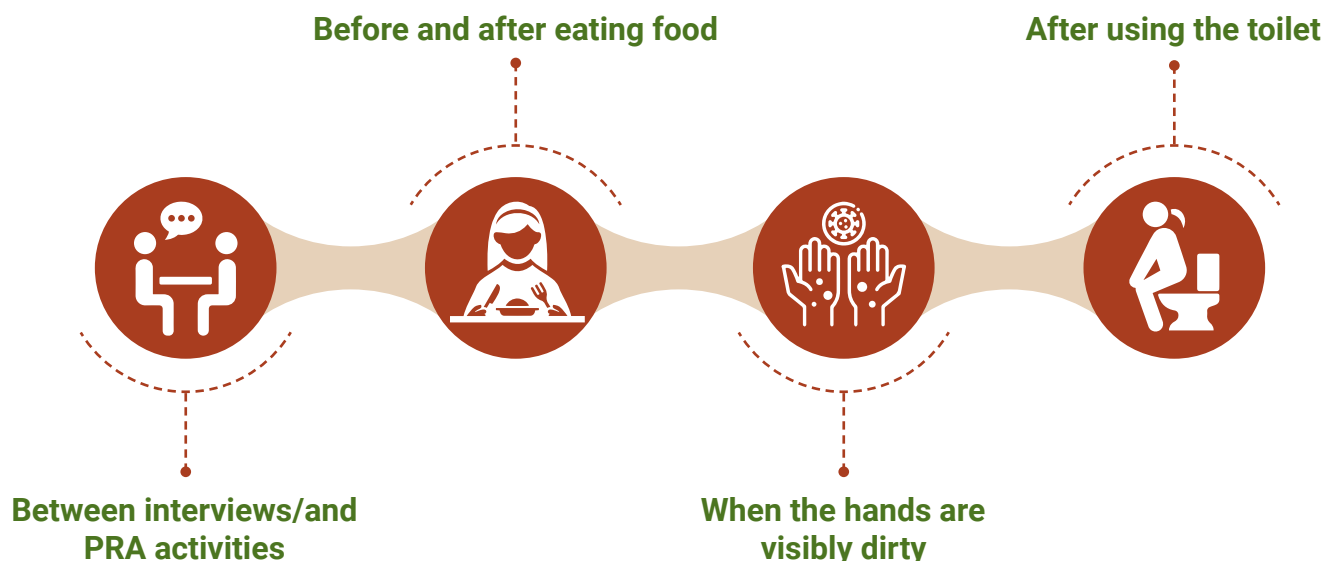 Before and after eating food
After using the toilet
Between interviews/and
PRA activities
When the hands are
visibly dirty